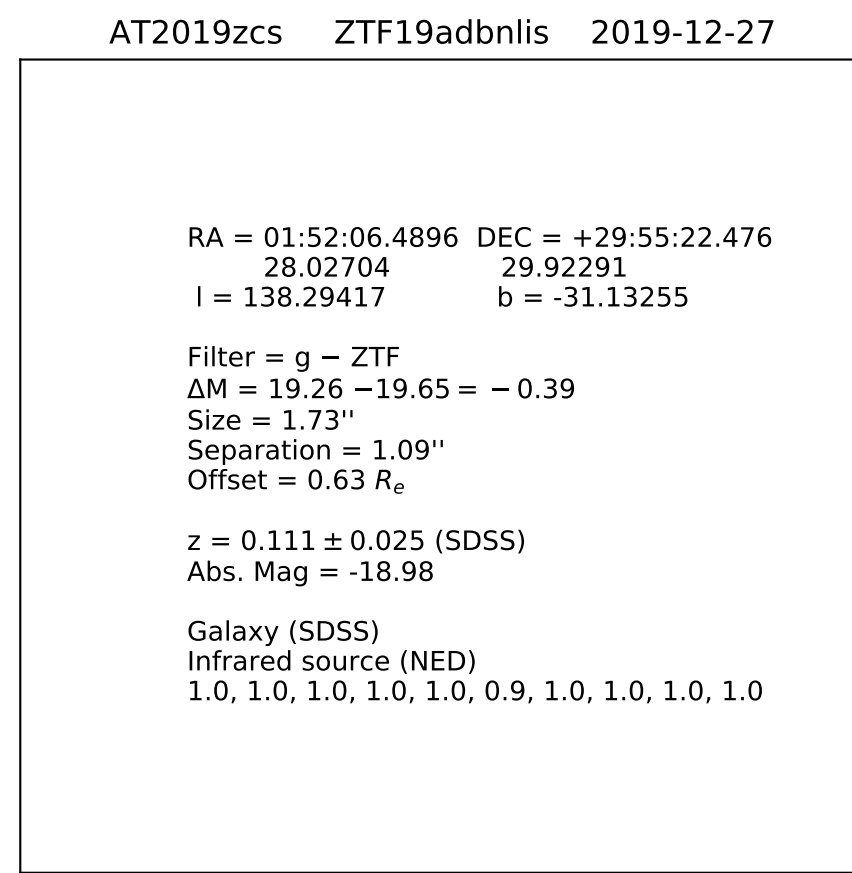 AT2019zcs ZTF19adbnlis 2019-12-27
RA = 01:52:06.4896 DEC = +29:55:22.476
28.02704 29.92291
l = 138.29417 b = -31.13255
Filter = g − ZTF
ΔM = 19.26 −19.65 = −0.39
Size = 1.73''
Separation = 1.09''
Offset = 0.63 Re
z = 0.111 ± 0.025 (SDSS)
Abs. Mag = -18.98
Galaxy (SDSS)
Infrared source (NED)
1.0, 1.0, 1.0, 1.0, 1.0, 0.9, 1.0, 1.0, 1.0, 1.0